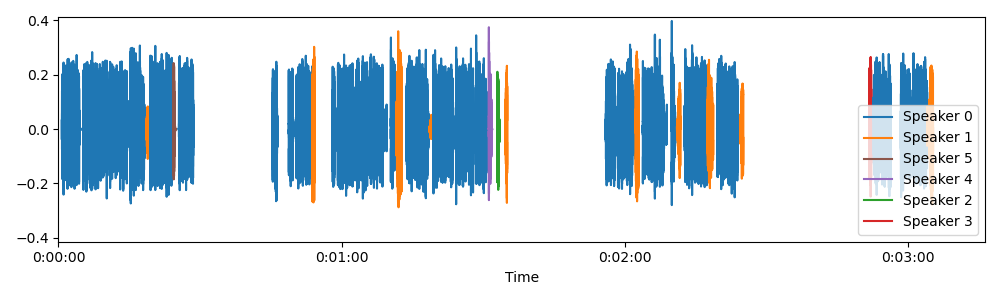 0.4
0.2
0.0
−0.2
−0.4
0:00:00 0:01:00 0:02:00 0:03:00
Time
Speaker 0
Speaker 1
Speaker 5
Speaker 4
Speaker 2
Speaker 3